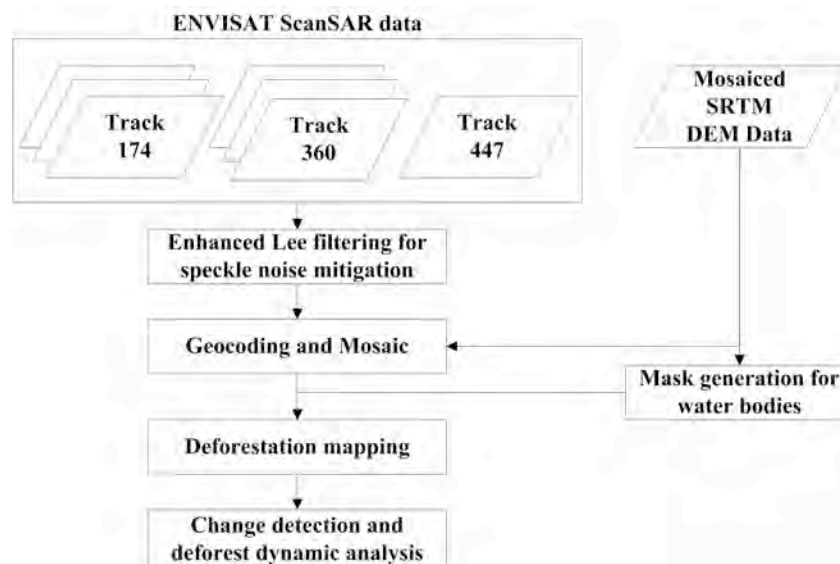 ENVISAT ScanSAR data
Track
174
Track
360
Track
447
Mosaiced
SRTM
DEM Data
Enhanced Lee filtering for
speckle noise mitigation
Geocoding and Mosaic
Mask generation for
water bodies
Deforestation mapping
Change detection and
deforest dynamic analysis